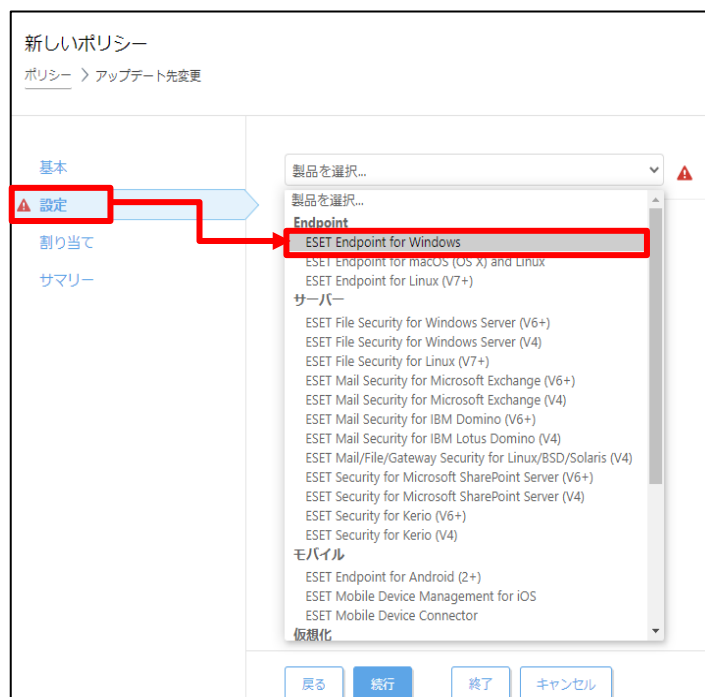 新しいポリシー
ポリシー 〉 アップデート先変更
基本
設定
割り当て
サマリー
製品を選択...
製品を選択...
Endpoint
ESET Endpoint for Windows
ESET Endpoint for macOS (OS X) and Linux
ESET Endpoint for Linux (V7+)
サーバー
ESET File Security for Windows Server (V6+)
ESET File Security for Windows Server (V4)
ESET File Security for Linux (V7+)
ESET Mail Security for Microsoft Exchange (V6+)
ESET Mail Security for Microsoft Exchange (V4)
ESET Mail Security for IBM Domino (V6+)
ESET Mail Security for IBM Lotus Domino (V4)
ESET Mail/File/Gateway Security for Linux/BSD/Solaris (V4)
ESET Security for Microsoft SharePoint Server (V6+)
ESET Security for Microsoft SharePoint Server (V4)
ESET Security for Kerio (V6+)
ESET Security for Kerio (V4)
モバイル
ESET Endpoint for Android (2+)
ESET Mobile Device Management for iOS
ESET Mobile Device Connector
仮想化
戻る 続行 終了 キャンセル